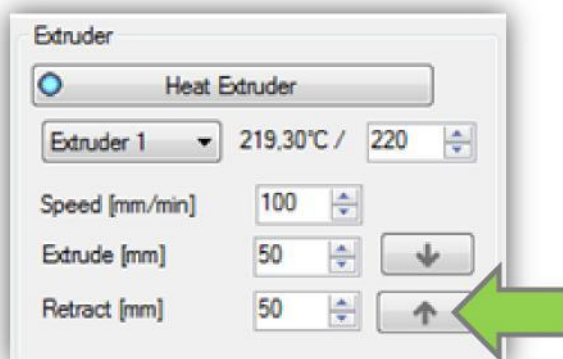 Extruder
Heat Extruder
Extruder 1 219,30°C / 220
Speed [mm/min] 100
Extrude [mm] 50
Retract [mm] 50